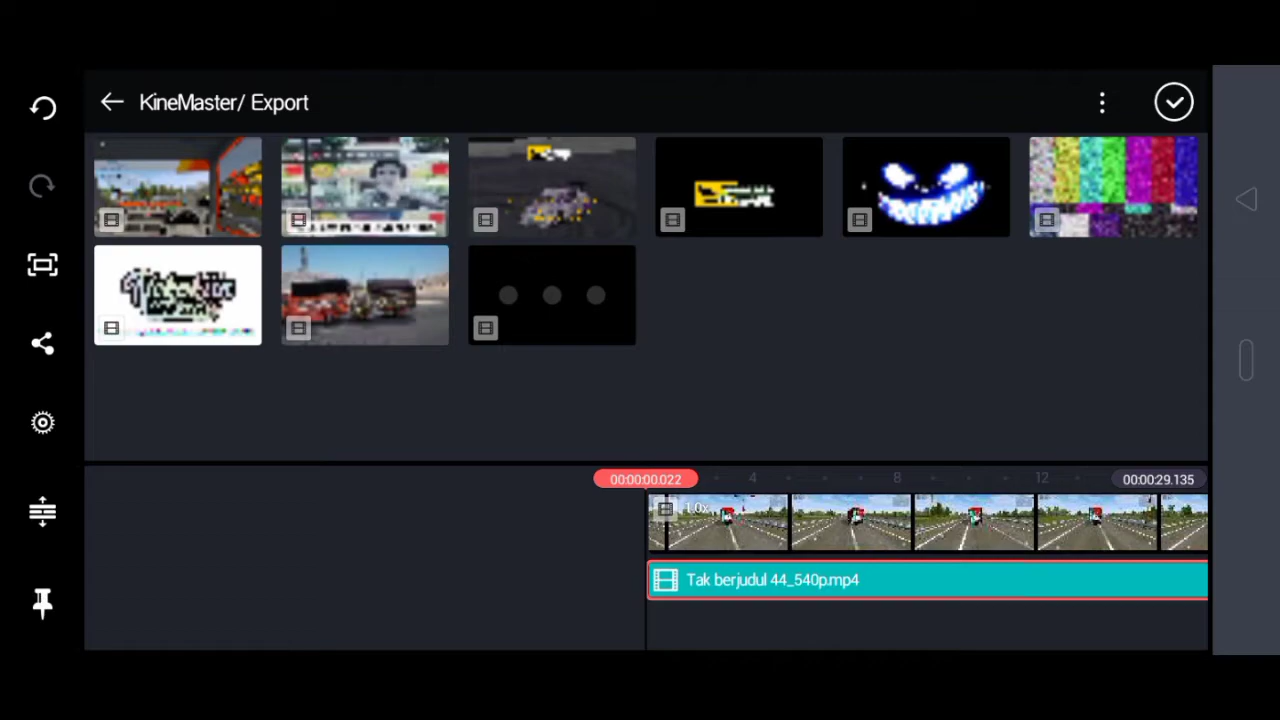 KineMaster/ Export
00:00:00.022
4
8
12
00:00:29.135
1.0x
Tak berjudul 44_540p.mp4